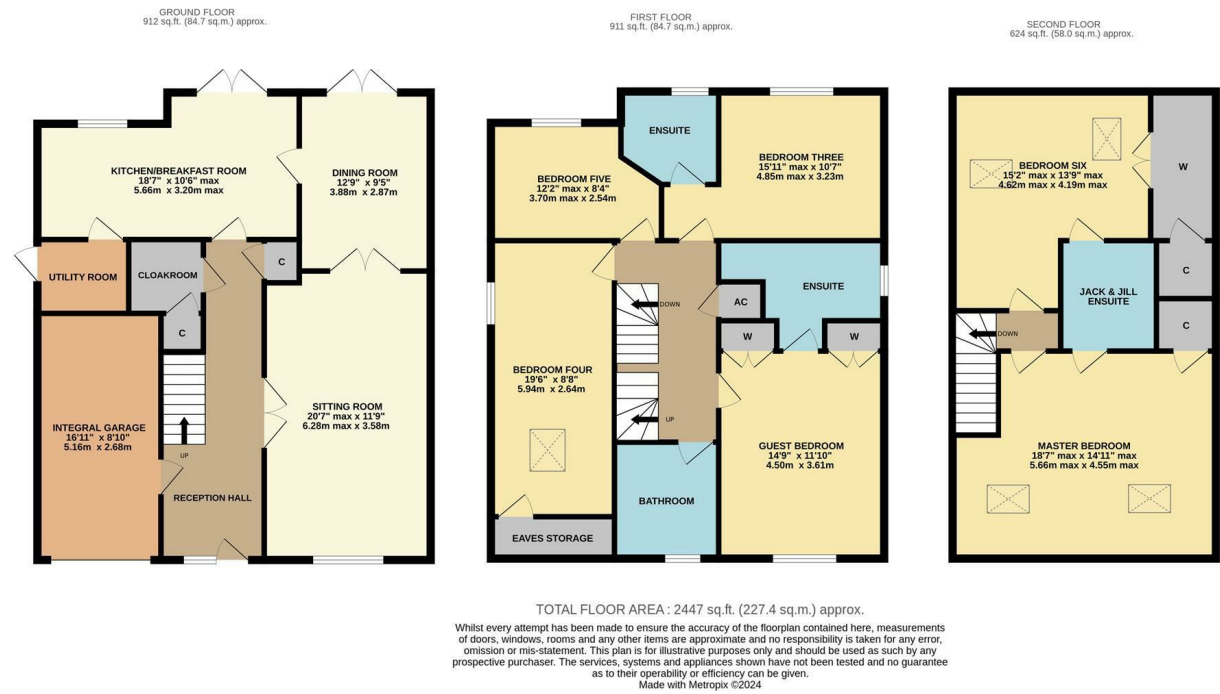 GROUND FLOOR
912 sq.ft. (84.7 sq.m.) approx.
KITCHEN/BREAKFAST ROOM
18'7" x 10'6" max
5.66m x 3.20m max
DINING ROOM
12'9" x 9'5"
3.88m x 2.87m
UTILITY ROOM
CLOAKROOM
C
C
INTEGRAL GARAGE
16'11" x 8'10"
5.16m x 2.68m
UP
RECEPTION HALL
SITTING ROOM
20'7" max x 11'9"
6.28m max x 3.58m
FIRST FLOOR
911 sq.ft. (84.7 sq.m.) approx.
ENSUITE
BEDROOM THREE
15'11" max x 10'7"
4.85m max x 3.23m
BEDROOM FIVE
12'2" max x 8'4"
3.70m max x 2.54m
ENSUITE
DOWN
AC
W
W
BEDROOM FOUR
19'6" x 8'8"
5.94m x 2.64m
UP
GUEST BEDROOM
14'9" x 11'10"
4.50m x 3.61m
BATHROOM
EAVES STORAGE
SECOND FLOOR
624 sq.ft. (58.0 sq.m.) approx.
BEDROOM SIX
15'2" max x 13'9" max
4.62m max x 4.19m max
W
C
JACK & JILL
ENSUITE
C
DOWN
MASTER BEDROOM
18'7" max x 14'11" max
5.66m max x 4.55m max
TOTAL FLOOR AREA : 2447 sq.ft. (227.4 sq.m.) approx.
Whilst every attempt has been made to ensure the accuracy of the floorplan contained here, measurements
of doors, windows, rooms and any other items are approximate and no responsibility is taken for any error,
omission or mis-statement. This plan is for illustrative purposes only and should be used as such by any
prospective purchaser. The services, systems and appliances shown have not been tested and no guarantee
as to their operability or efficiency can be given.
Made with Metropix ©2024